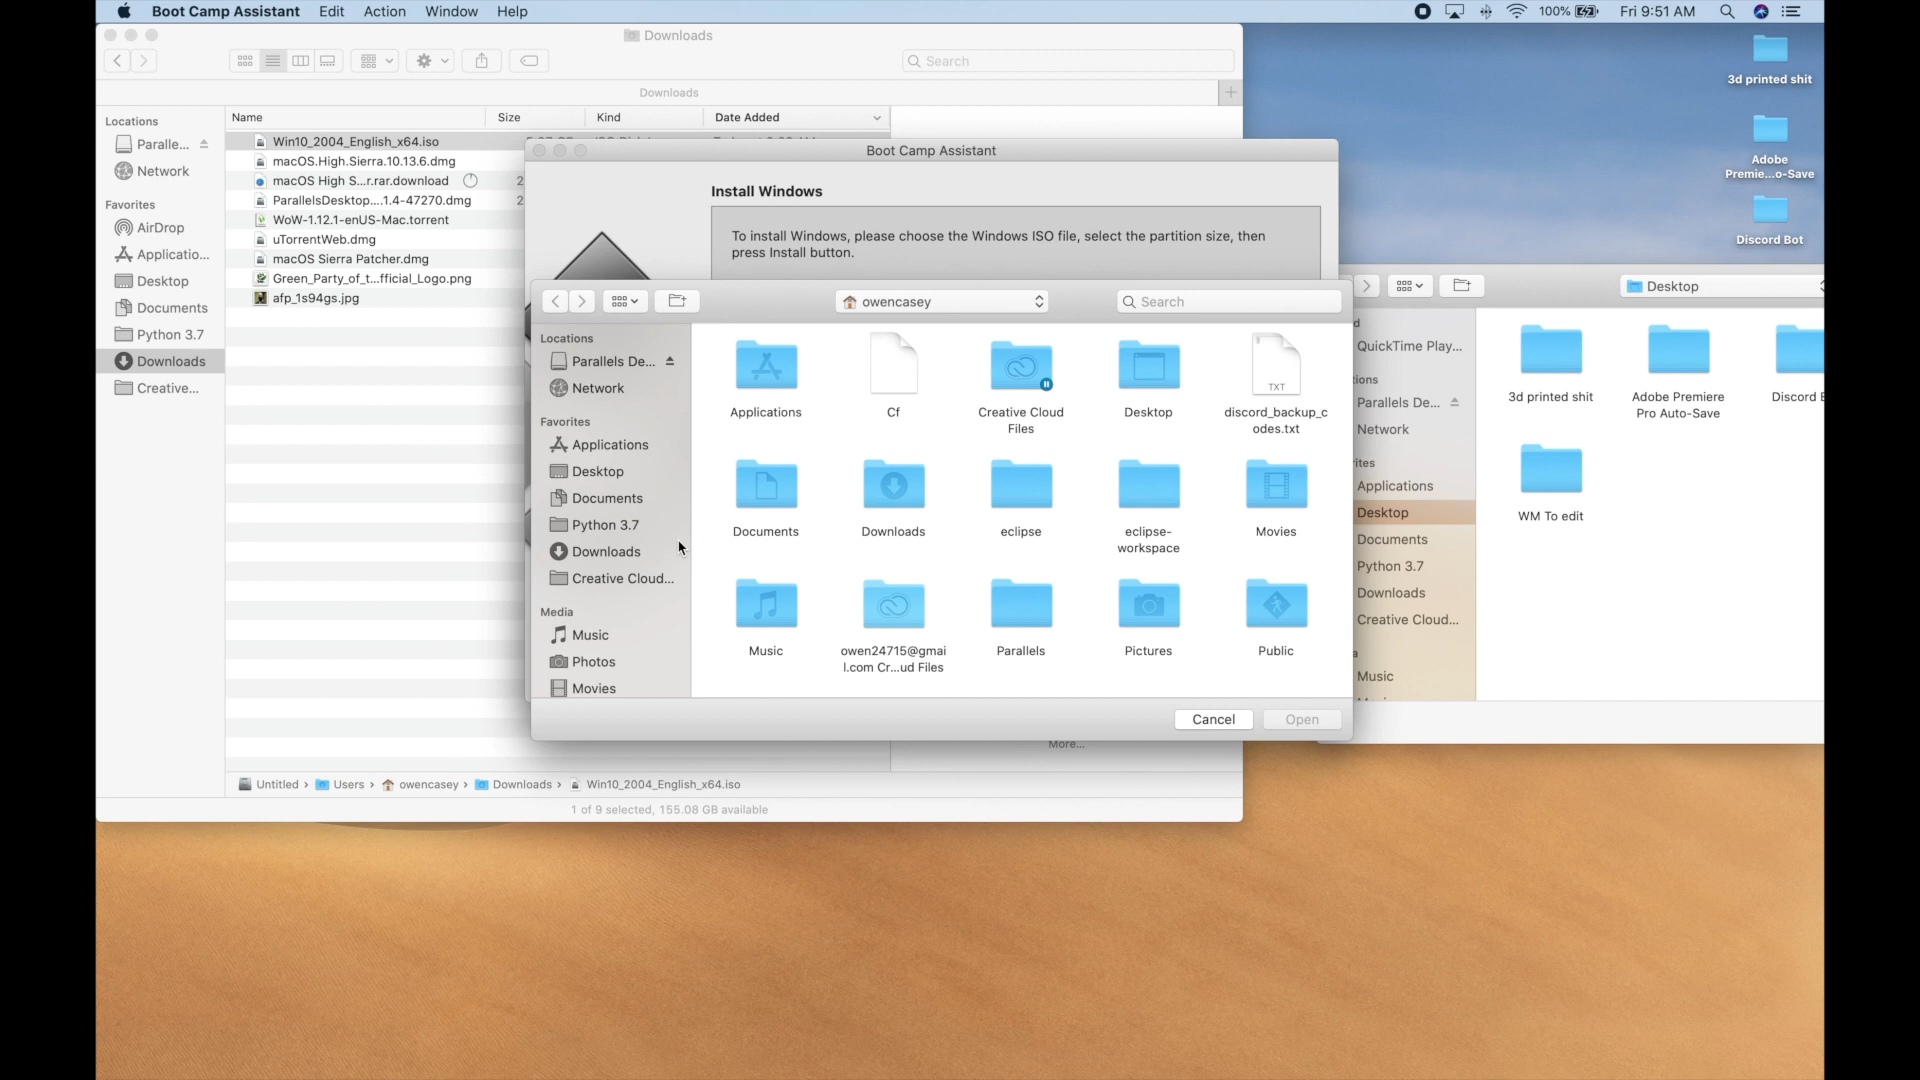 Boot Camp Assistant Edit Action Window Help
100% Fri 9:51 AM
Downloads
Search
Downloads
Locations
Paralle...
Network
Favorites
AirDrop
Applicatio...
Desktop
Documents
Python 3.7
Downloads
Creative...
Name Size Kind Date Added
Win10_2004_English_x64.iso
macOS.High.Sierra.10.13.6.dmg
macOS High S...r.rar.download 2
ParallelsDesktop....1.4-47270.dmg 2
WoW-1.12.1-enUS-Mac.torrent
uTorrentWeb.dmg
macOS Sierra Patcher.dmg
Green_Party_of_t...fficial_Logo.png
afp_1s94gs.jpg
Boot Camp Assistant
Install Windows
To install Windows, please choose the Windows ISO file, select the partition size, then
press Install button.
owencasey
Search
Locations
Parallels De...
Network
Favorites
Applications
Desktop
Documents
Python 3.7
Downloads
Creative Cloud...
Media
Music
Photos
Movies
Applications
Cf
Creative Cloud
Files
Desktop
TXT
discord_backup_c
odes.txt
Documents
Downloads
eclipse
eclipse-
workspace
Movies
Music
owen24715@gmai
l.com Cr...ud Files
Parallels
Pictures
Public
Cancel Open
More...
Untitled › Users › owencasey › Downloads › Win10_2004_English_x64.iso
1 of 9 selected, 155.08 GB available
3d printed shit
Adobe
Premie...o-Save
Discord Bot
Desktop
d
QuickTime Play...
tions
Parallels De...
Network
rites
Applications
Desktop
Documents
Python 3.7
Downloads
Creative Cloud...
a
Music
3d printed shit
Adobe Premiere
Pro Auto-Save
Discord
WM To edit